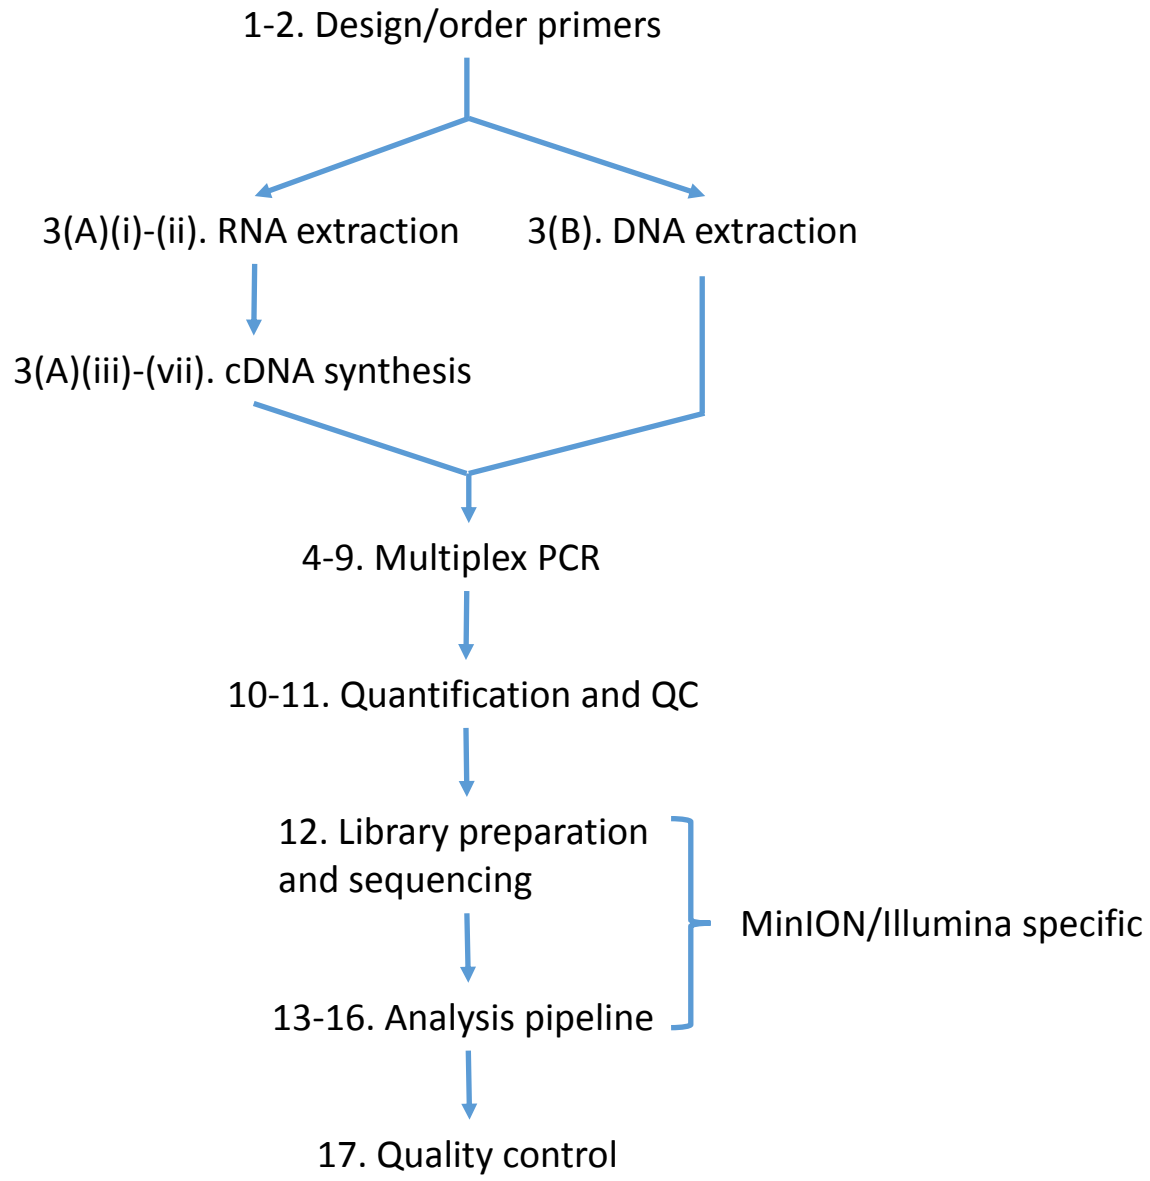 1-2. Design/order primers
3(A)(i)-(ii). RNA extraction
3(B). DNA extraction
3(A)(iii)-(vii). cDNA synthesis
4-9. Multiplex PCR
10-11. Quantification and QC
12. Library preparation
and sequencing
MinION/Illumina specific
13-16. Analysis pipeline
17. Quality control